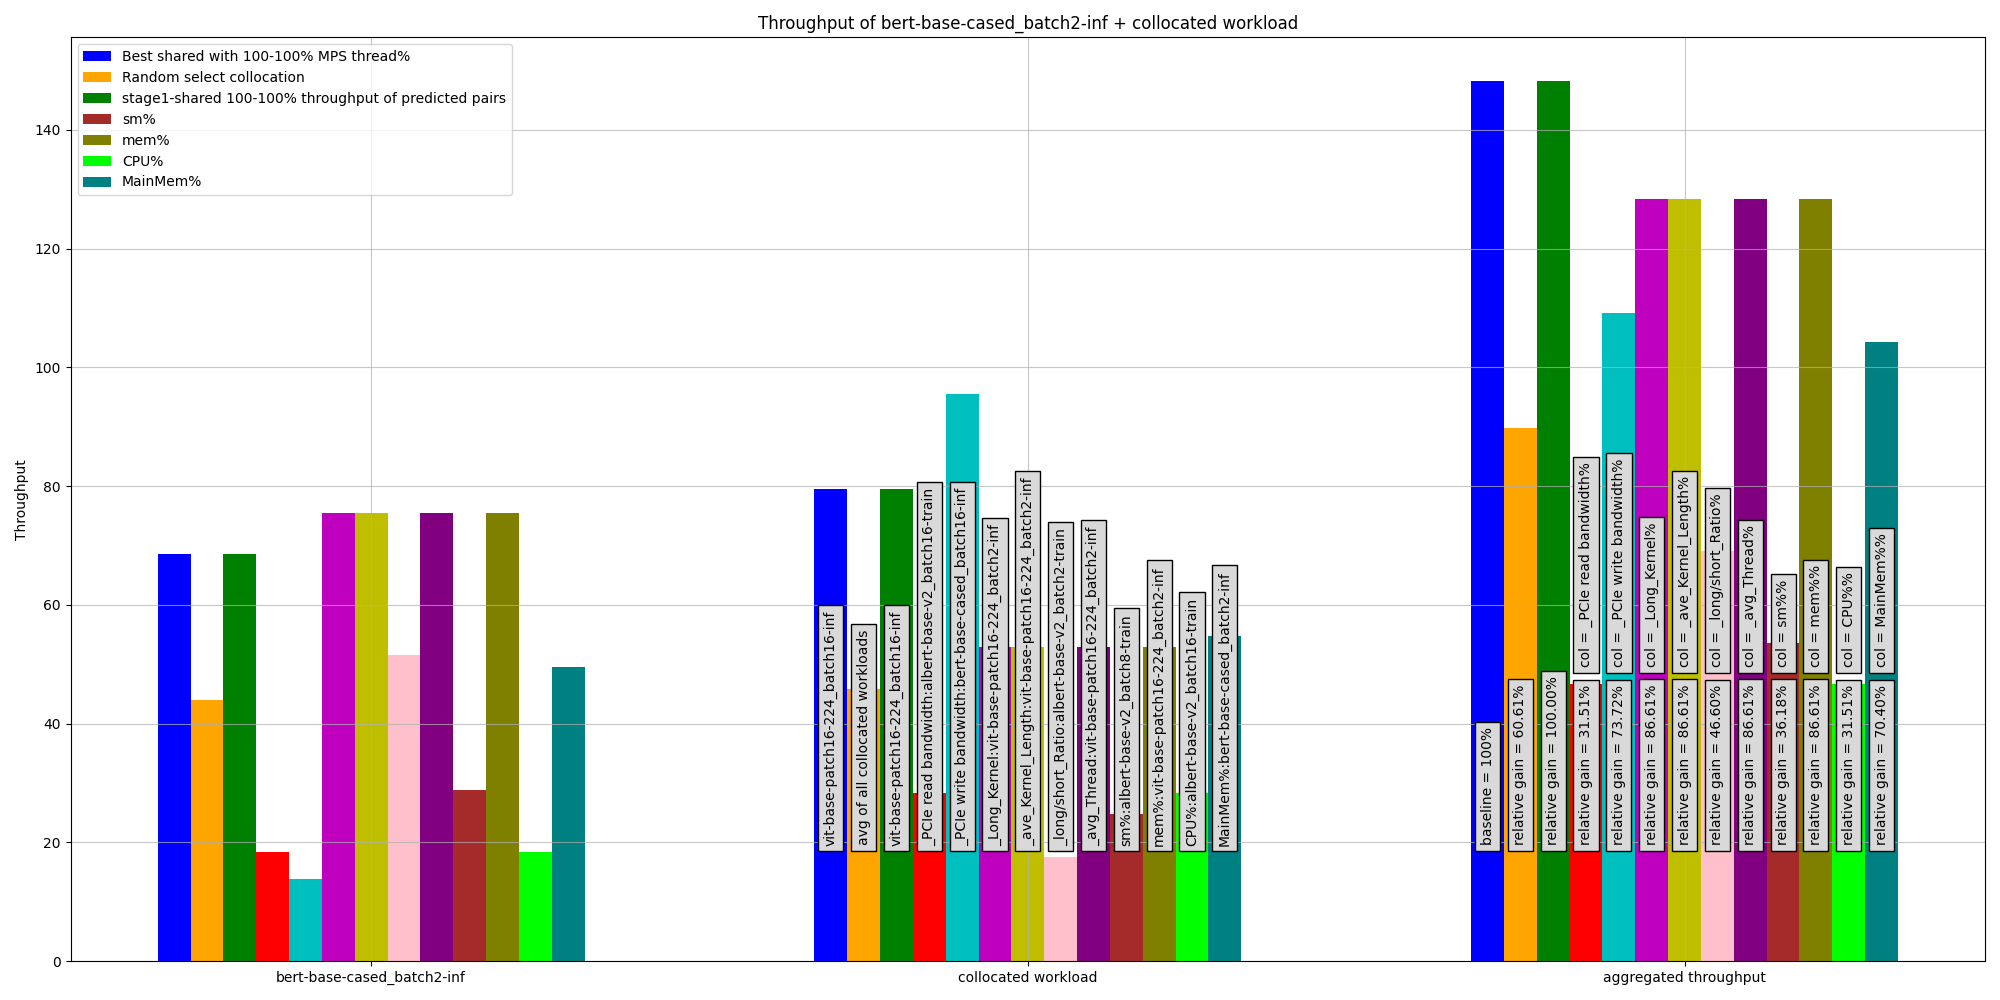 Throughput of bert-base-cased_batch2-inf + collocated workload
Best shared with 100-100% MPS thread%
Random select collocation
stage1-shared 100-100% throughput of predicted pairs
sm%
mem%
CPU%
MainMem%
Throughput
140
120
100
80
60
40
20
0
vit-base-patch16-224_batch16-inf
avg of all collocated workloads
vit-base-patch16-224_batch16-inf
_PCIe read bandwidth:albert-base-v2_batch16-train
_PCIe write bandwidth:bert-base-cased_batch16-inf
_Long_Kernel:vit-base-patch16-224_batch2-inf
_ave_Kernel_Length:vit-base-patch16-224_batch2-inf
_long/short_Ratio:albert-base-v2_batch2-train
_avg_Thread:vit-base-patch16-224_batch2-inf
sm%:albert-base-v2_batch8-train
mem%:vit-base-patch16-224_batch2-inf
CPU%:albert-base-v2_batch16-train
MainMem%:bert-base-cased_batch2-inf
col = _PCIe read bandwidth%
col = _PCIe write bandwidth%
col = _Long_Kernel%
col = _ave_Kernel_Length%
col = _long/short_Ratio%
col = _avg_Thread%
col = sm%%
col = mem%%
col = CPU%%
col = MainMem%%
baseline = 100%
relative gain = 60.61%
relative gain = 100.00%
relative gain = 31.51%
relative gain = 73.72%
relative gain = 86.61%
relative gain = 86.61%
relative gain = 46.60%
relative gain = 86.61%
relative gain = 36.18%
relative gain = 86.61%
relative gain = 31.51%
relative gain = 70.40%
bert-base-cased_batch2-inf
collocated workload
aggregated throughput